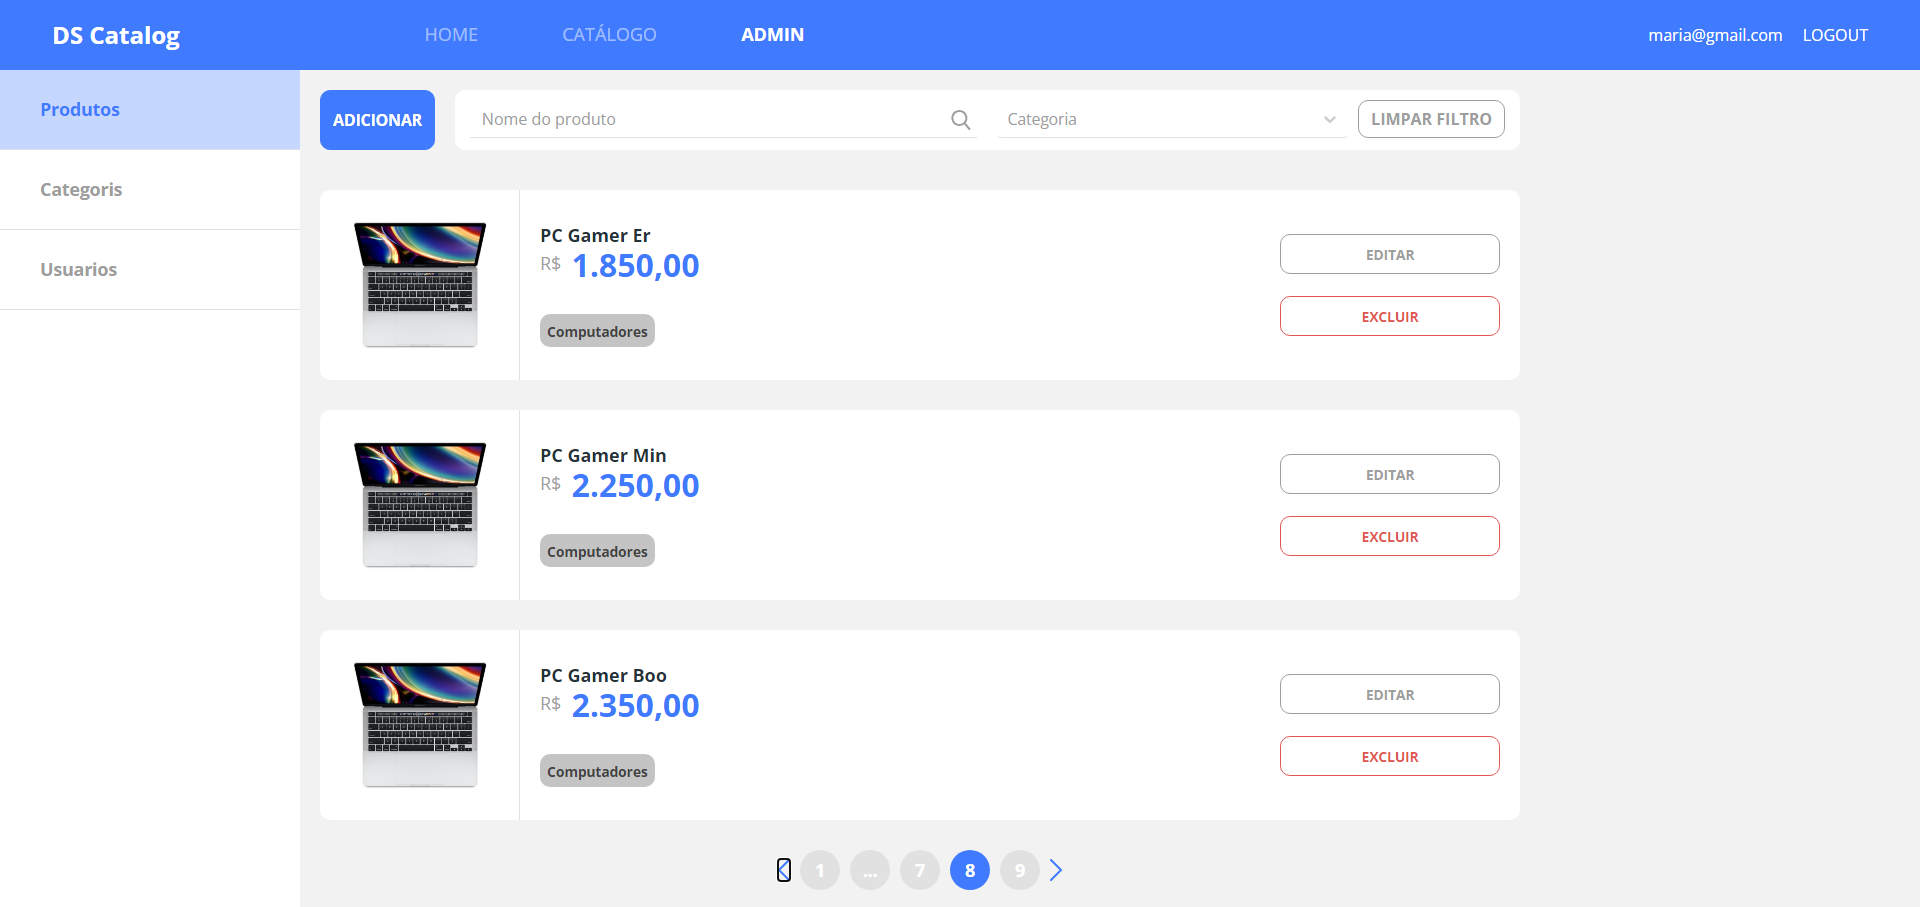 DS Catalog
HOME
CATÁLOGO
ADMIN
maria@gmail.com
LOGOUT
Produtos
Categoris
Usuarios
ADICIONAR
Nome do produto
Categoria
LIMPAR FILTRO
PC Gamer Er
R$ 1.850,00
Computadores
EDITAR
EXCLUIR
PC Gamer Min
R$ 2.250,00
Computadores
EDITAR
EXCLUIR
PC Gamer Boo
R$ 2.350,00
Computadores
EDITAR
EXCLUIR
1 ... 7 8 9